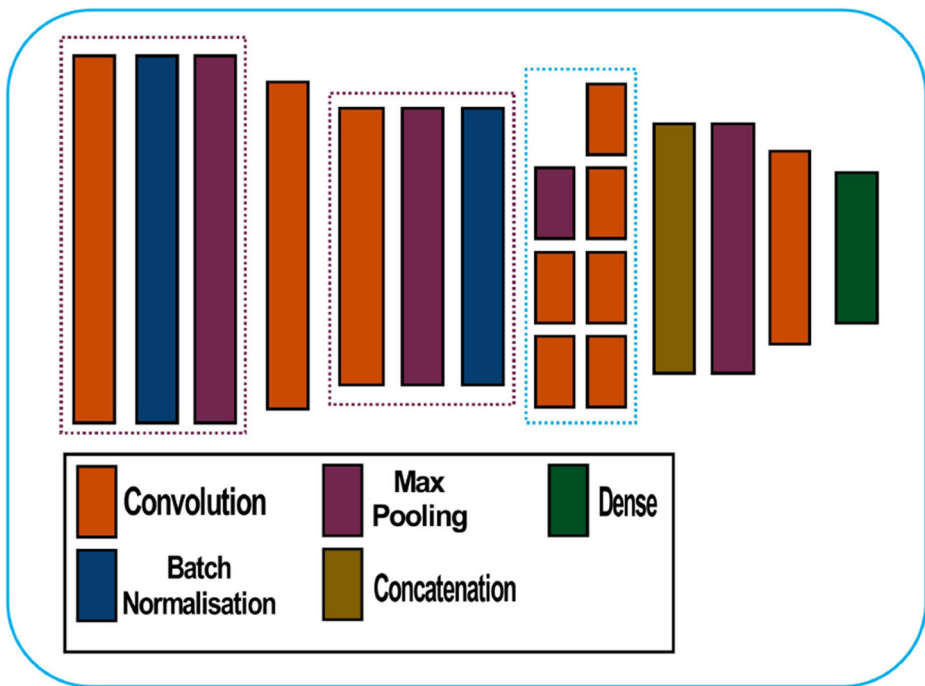 Convolution
Max
Pooling
Dense
Batch
Normalisation
Concatenation